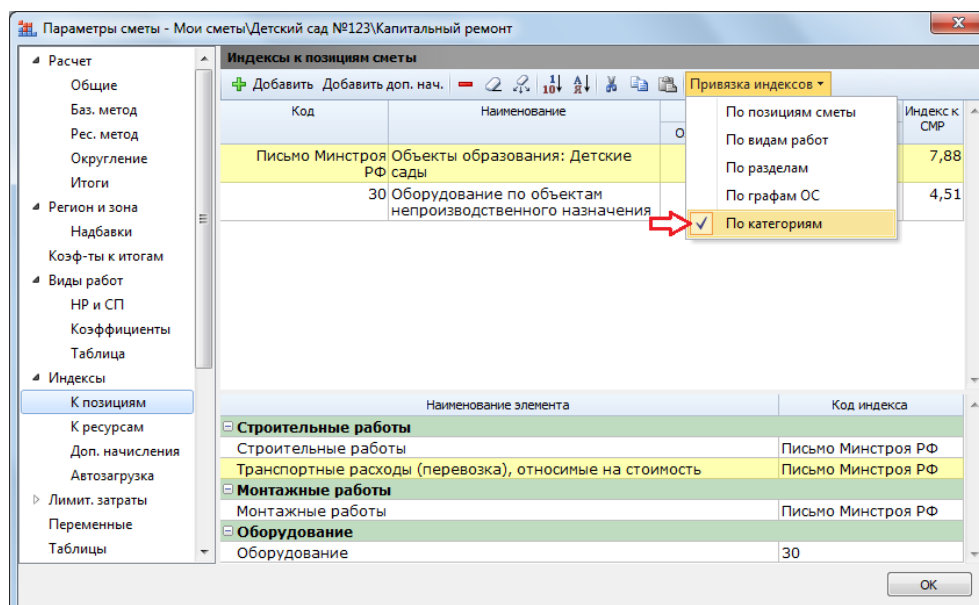 Параметры сметы - Мои сметы\Детский сад №123\Капитальный ремонт
Расчет
Общие
Баз. метод
Рес. метод
Округление
Итоги
Регион и зона
Надбавки
Коэф-ты к итогам
Виды работ
НР и СП
Коэффициенты
Таблица
Индексы
К позициям
К ресурсам
Доп. начисления
Автозагрузка
Лимит. затраты
Переменные
Таблицы
Индексы к позициям сметы
Добавить Добавить доп. нач. Привязка индексов
По позициям сметы
По видам работ
По разделам
По графам ОС
По категориям
Код Наименование Индекс к
СМР
О
Письмо Минстроя Объекты образования: Детские 7,88
РФ сады
30 Оборудование по объектам 4,51
непроизводственного назначения
Наименование элемента Код индекса
Строительные работы
Строительные работы Письмо Минстроя РФ
Транспортные расходы (перевозка), относимые на стоимость Письмо Минстроя РФ
Монтажные работы
Монтажные работы Письмо Минстроя РФ
Оборудование
Оборудование 30
OK